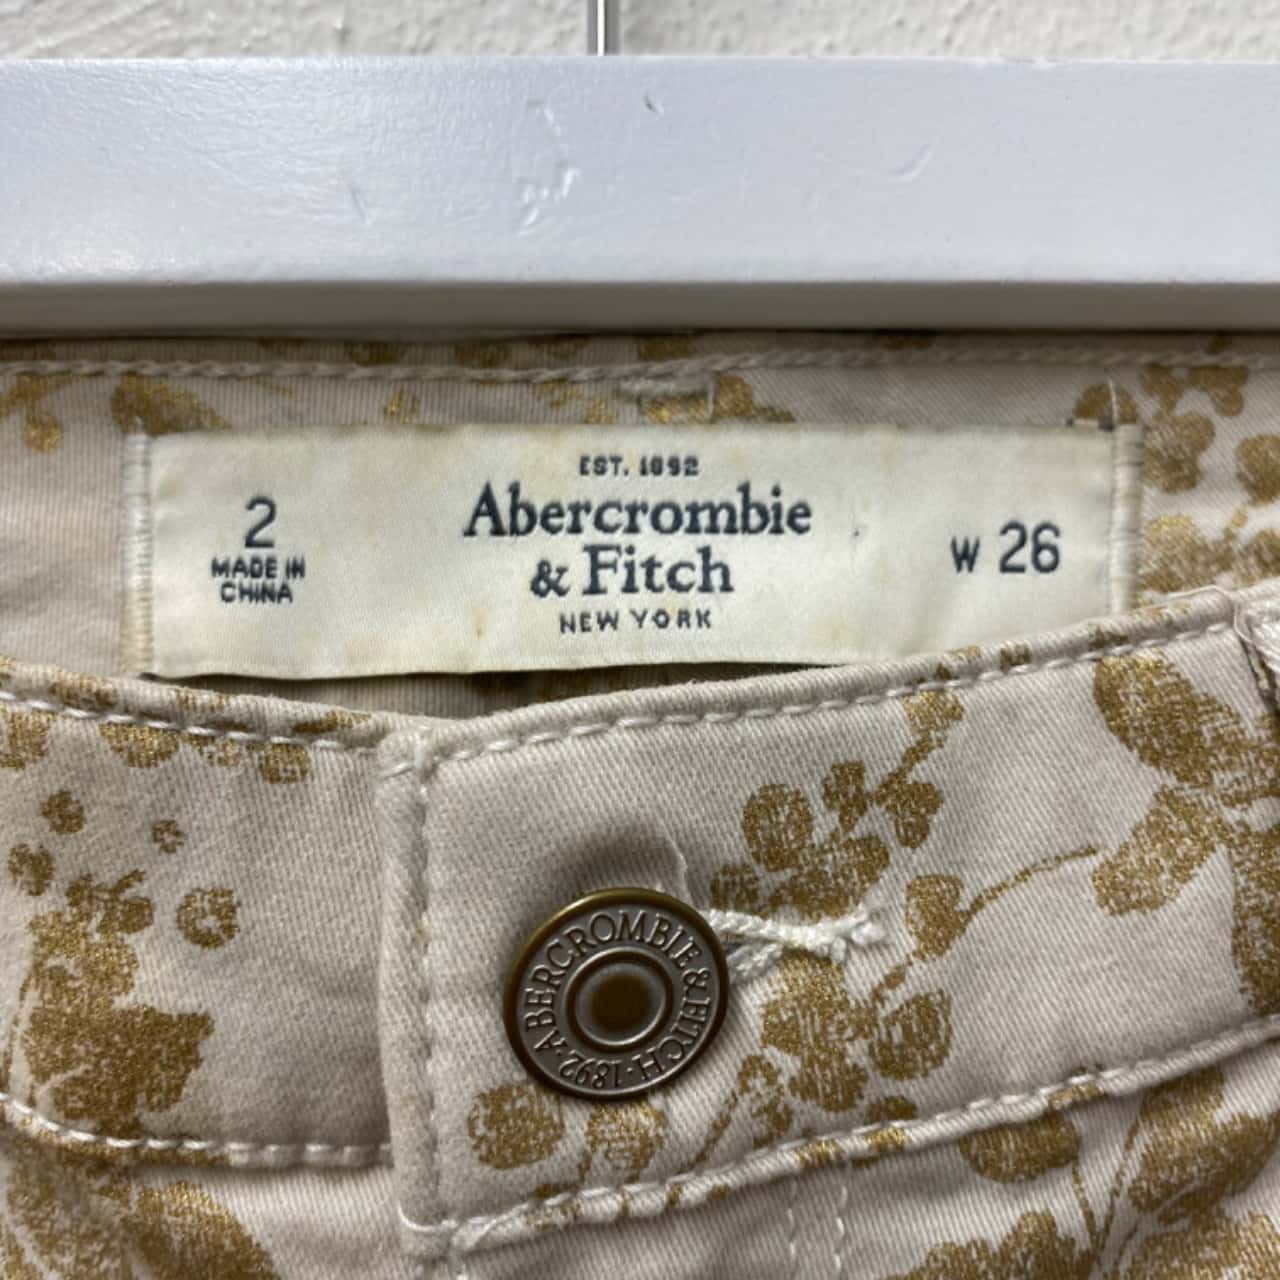 EST. 1892
Abercrombie
& Fitch
NEW YORK
2
MADE IN
CHINA
W 26
ABERCROMBIE & FITCH · 1892 ·